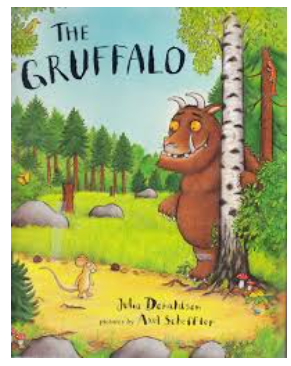 THE
GRUFFALO
Julia Donaldson
pictures by Axel Scheffler